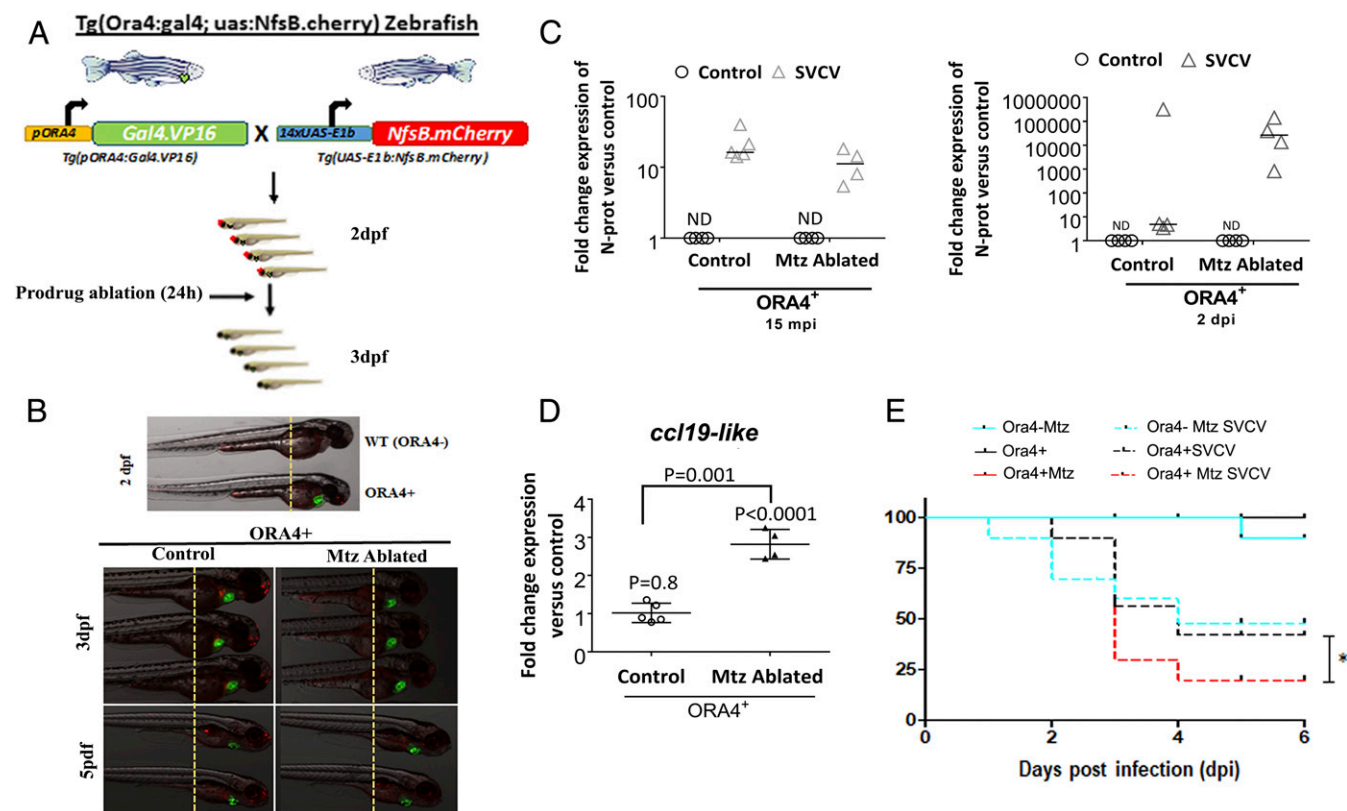 A
Tg(Ora4:gal4; uas:NfsB.cherry) Zebrafish
pORA4
Gal4.VP16
X
14xUAS-E1b
NfsB.mCherry
Tg(pORA4:Gal4.VP16)
Tg(UAS-E1b:NfsB.mCherry)
2dpf
Prodrug ablation (24h)
3dpf
B
2 dpf
WT (ORA4-)
ORA4+
ORA4+
Control
Mtz Ablated
3dpf
5pdf
C
Control
SVCV
Fold change expression of
N-prot versus control
100
10
1
ND
ND
Control
Mtz Ablated
ORA4+
15 mpi
Control
SVCV
Fold change expression of
N-prot versus control
1000000
100000
10000
1000
10
1
ND
ND
Control
Mtz Ablated
ORA4+
2 dpi
D
ccl19-like
Fold change expression
versus control
4
3
2
1
0
P=0.001
P<0.0001
P=0.8
Control
Mtz Ablated
ORA4+
E
Ora4-Mtz
Ora4+
Ora4+Mtz
Ora4- Mtz SVCV
Ora4+SVCV
Ora4+ Mtz SVCV
100
75
50
25
0
0
2
4
6
*
Days post infection (dpi)